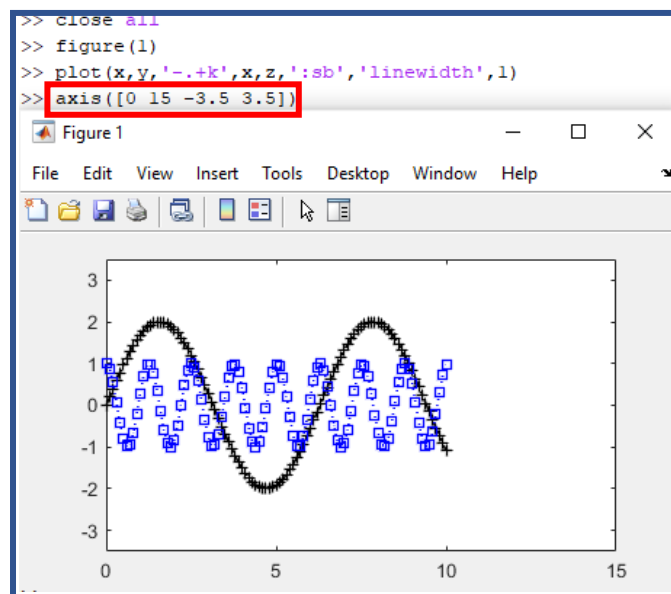 >> close all
>> figure(1)
>> plot(x,y,'-.+k',x,z,':sb','linewidth',1)
>> axis([0 15 -3.5 3.5])
Figure 1
File Edit View Insert Tools Desktop Window Help
3
2
1
0
-1
-2
-3
0 5 10 15
>>